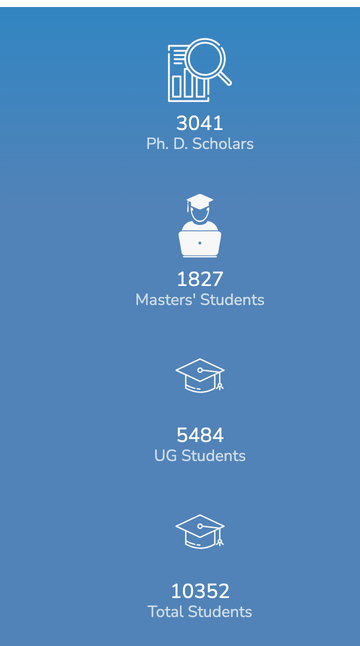 3041
Ph. D. Scholars
1827
Masters' Students
5484
UG Students
10352
Total Students